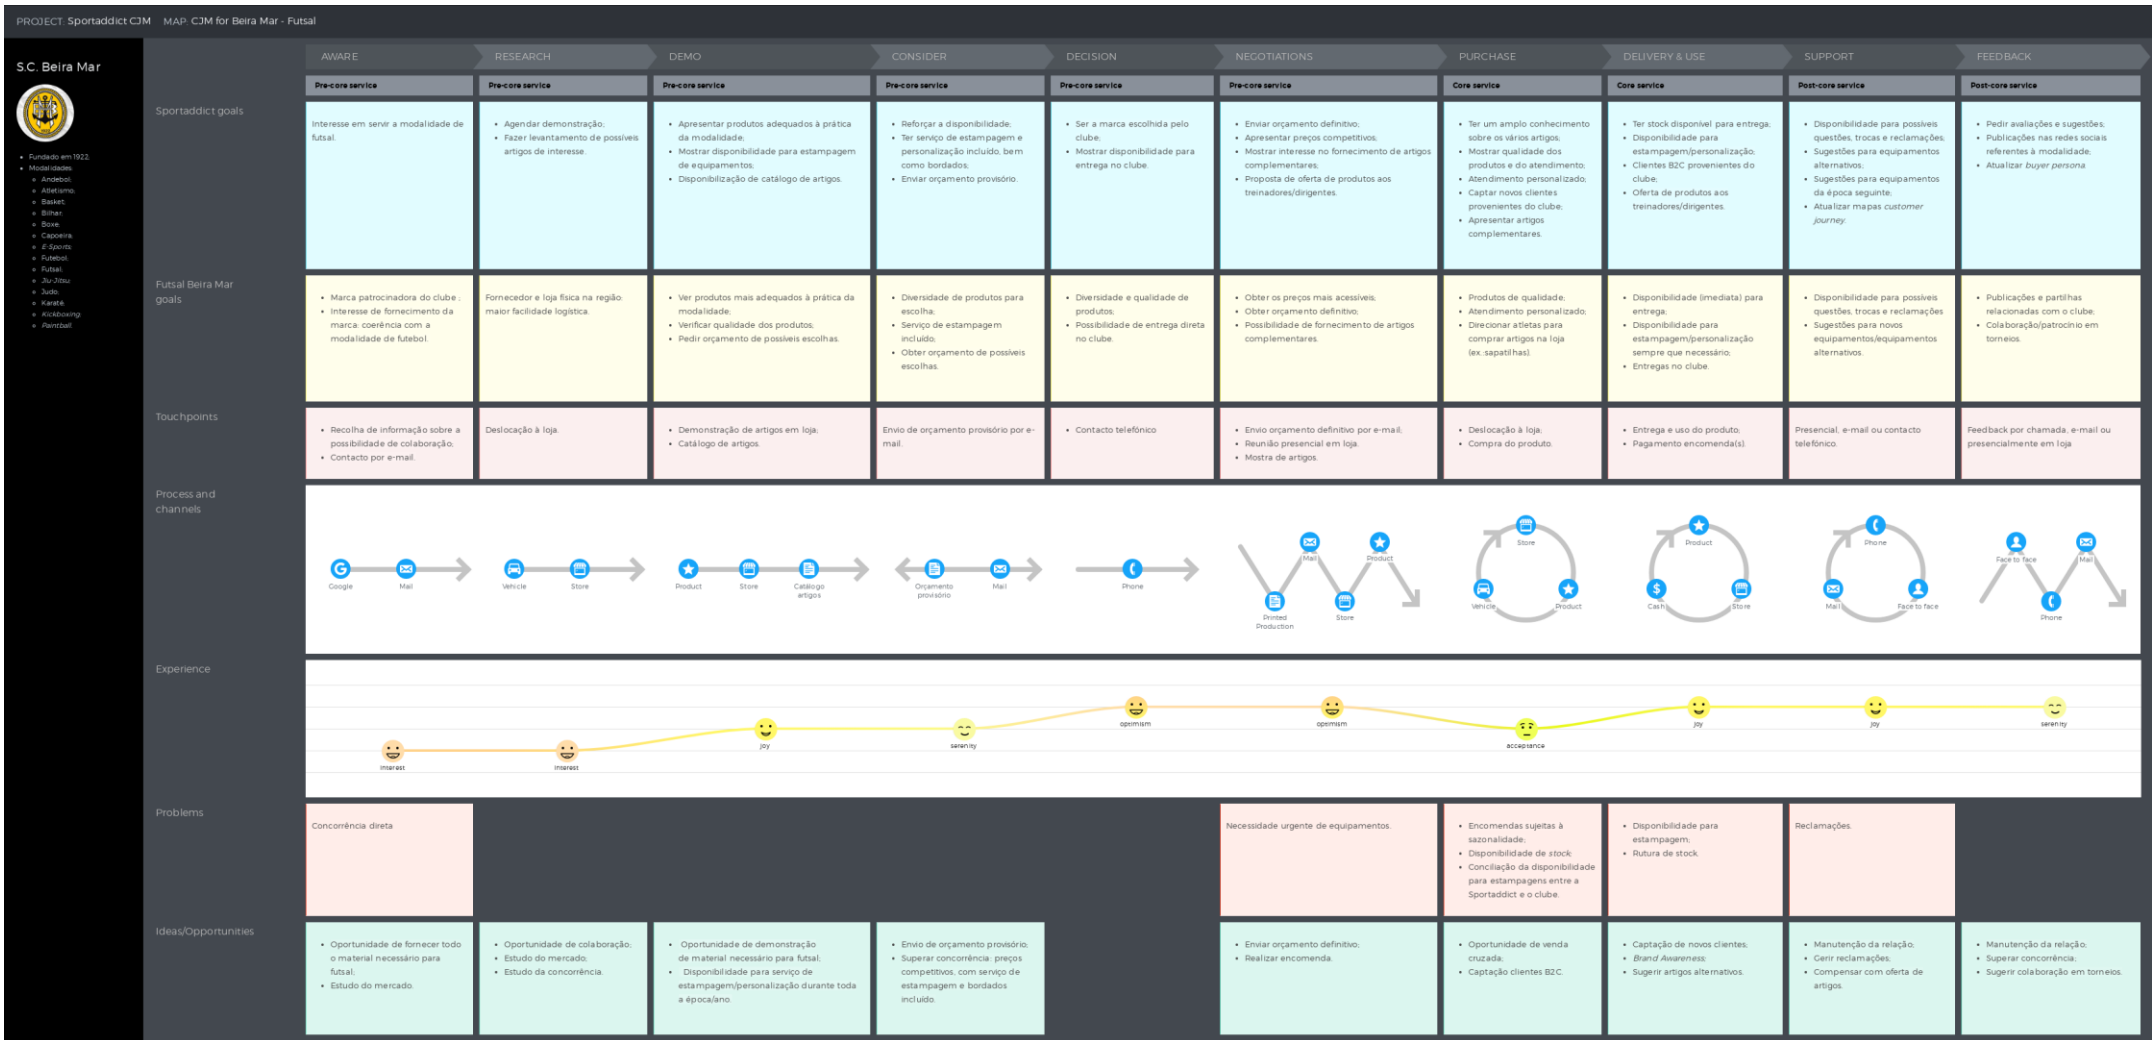 PROJECT: Sportaddict CJM MAP: CJM for Beira Mar - Futsal
S.C. Beira Mar
Fundado em 1922.
Modalidades:
Andebol;
Atletismo,
Basket;
Bilhar;
Boxe;
Capoeira;
E-Sports;
Futebol;
Futsal;
Jiu-Jitsu;
Judo;
Karaté;
Kickboxing;
Paintball.
AWARE
RESEARCH
DEMO
CONSIDER
DECISION
NEGOTIATIONS
PURCHASE
DELIVERY & USE
SUPPORT
FEEDBACK
Pre-core service
Pre-core service
Pre-core service
Pre-core service
Pre-core service
Pre-core service
Core service
Core service
Post-core service
Post-core service
Sportaddict goals
Interesse em servir a modalidade de
futsal.
Agendar demonstração;
Fazer levantamento de possíveis
artigos de interesse.
Apresentar produtos adequados à prática
da modalidade;
Mostrar disponibilidade para estampagem
de equipamentos;
Disponibilização de catálogo de artigos.
Reforçar a disponibilidade;
Ter serviço de estampagem e
personalização incluído, bem
como bordados;
Enviar orçamento provisório.
Ser a marca escolhida pelo
clube;
Mostrar disponibilidade para
entrega no clube.
Enviar orçamento definitivo;
Apresentar preços competitivos;
Mostrar interesse no fornecimento de artigos
complementares;
Proposta de oferta de produtos aos
treinadores/dirigentes.
Ter um amplo conhecimento
sobre os vários artigos;
Mostrar qualidade dos
produtos e do atendimento;
Atendimento personalizado;
Captar novos clientes
provenientes do clube;
Apresentar artigos
complementares.
Ter stock disponível para entrega;
Disponibilidade para
estampagem/personalização;
Clientes B2C provenientes do
clube;
Oferta de produtos aos
treinadores/dirigentes.
Disponibilidade para possíveis
questões, trocas e reclamações;
Sugestões para equipamentos
alternativos;
Sugestões para equipamentos
da época seguinte;
Atualizar mapas customer
journey.
Pedir avaliações e sugestões;
Publicações nas redes sociais
referentes à modalidade;
Atualizar buyer persona.
Futsal Beira Mar
goals
Marca patrocinadora do clube ;
Interesse de fornecimento da
marca: coerência com a
modalidade de futebol.
Fornecedor e loja física na região:
maior facilidade logística.
Ver produtos mais adequados à prática da
modalidade;
Verificar qualidade dos produtos;
Pedir orçamento de possíveis escolhas.
Diversidade de produtos para
escolha;
Serviço de estampagem
incluído;
Obter orçamento de possíveis
escolhas.
Diversidade e qualidade de
produtos;
Possibilidade de entrega direta
no clube.
Obter os preços mais acessíveis;
Obter orçamento definitivo;
Possibilidade de fornecimento de artigos
complementares.
Produtos de qualidade;
Atendimento personalizado;
Direcionar atletas para
comprar artigos na loja
(ex.:sapatilhas).
Disponibilidade (imediata) para
entrega;
Disponibilidade para
estampagem/personalização
sempre que necessário;
Entregas no clube.
Disponibilidade para possíveis
questões, trocas e reclamações
Sugestões para novos
equipamentos/equipamentos
alternativos.
Publicações e partilhas
relacionadas com o clube;
Colaboração/patrocínio em
torneios.
Touchpoints
Recolha de informação sobre a
possibilidade de colaboração;
Contacto por e-mail.
Deslocação à loja.
Demonstração de artigos em loja;
Catálogo de artigos.
Envio de orçamento provisório por e-
mail.
Contacto telefónico
Envio orçamento definitivo por e-mail;
Reunião presencial em loja.
Mostra de artigos.
Deslocação à loja;
Compra do produto.
Entrega e uso do produto;
Pagamento encomenda(s).
Presencial, e-mail ou contacto
telefónico.
Feedback por chamada, e-mail ou
presencialmente em loja
Process and
channels
Google
Mail
Vehicle
Store
Product
Store
Catálogo
artigos
Orçamento
provisório
Mail
Phone
Printed
Production
Mail
Store
Product
Store
Vehicle
Product
Product
Cash
Store
Phone
Mail
Face to face
Face to face
Phone
Mail
Experience
Interest
Interest
joy
serenity
optimism
optimism
acceptance
joy
joy
serenity
Problems
Concorrência direta
Necessidade urgente de equipamentos.
Encomendas sujeitas à
sazonalidade;
Disponibilidade de stock;
Conciliação da disponibilidade
para estampagens entre a
Sportaddict e o clube.
Disponibilidade para
estampagem;
Rutura de stock.
Reclamações.
Ideas/Opportunities
Oportunidade de fornecer todo
o material necessário para
futsal;
Estudo do mercado.
Oportunidade de colaboração;
Estudo do mercado;
Estudo da concorrência.
Oportunidade de demonstração
de material necessário para futsal;
Disponibilidade para serviço de
estampagem/personalização durante toda
a época/ano.
Envio de orçamento provisório;
Superar concorrência: preços
competitivos, com serviço de
estampagem e bordados
incluído.
Enviar orçamento definitivo;
Realizar encomenda.
Oportunidade de venda
cruzada;
Captação clientes B2C.
Captação de novos clientes;
Brand Awareness;
Sugerir artigos alternativos.
Manutenção da relação;
Gerir reclamações;
Compensar com oferta de
artigos.
Manutenção da relação;
Superar concorrência;
Sugerir colaboração em torneios.